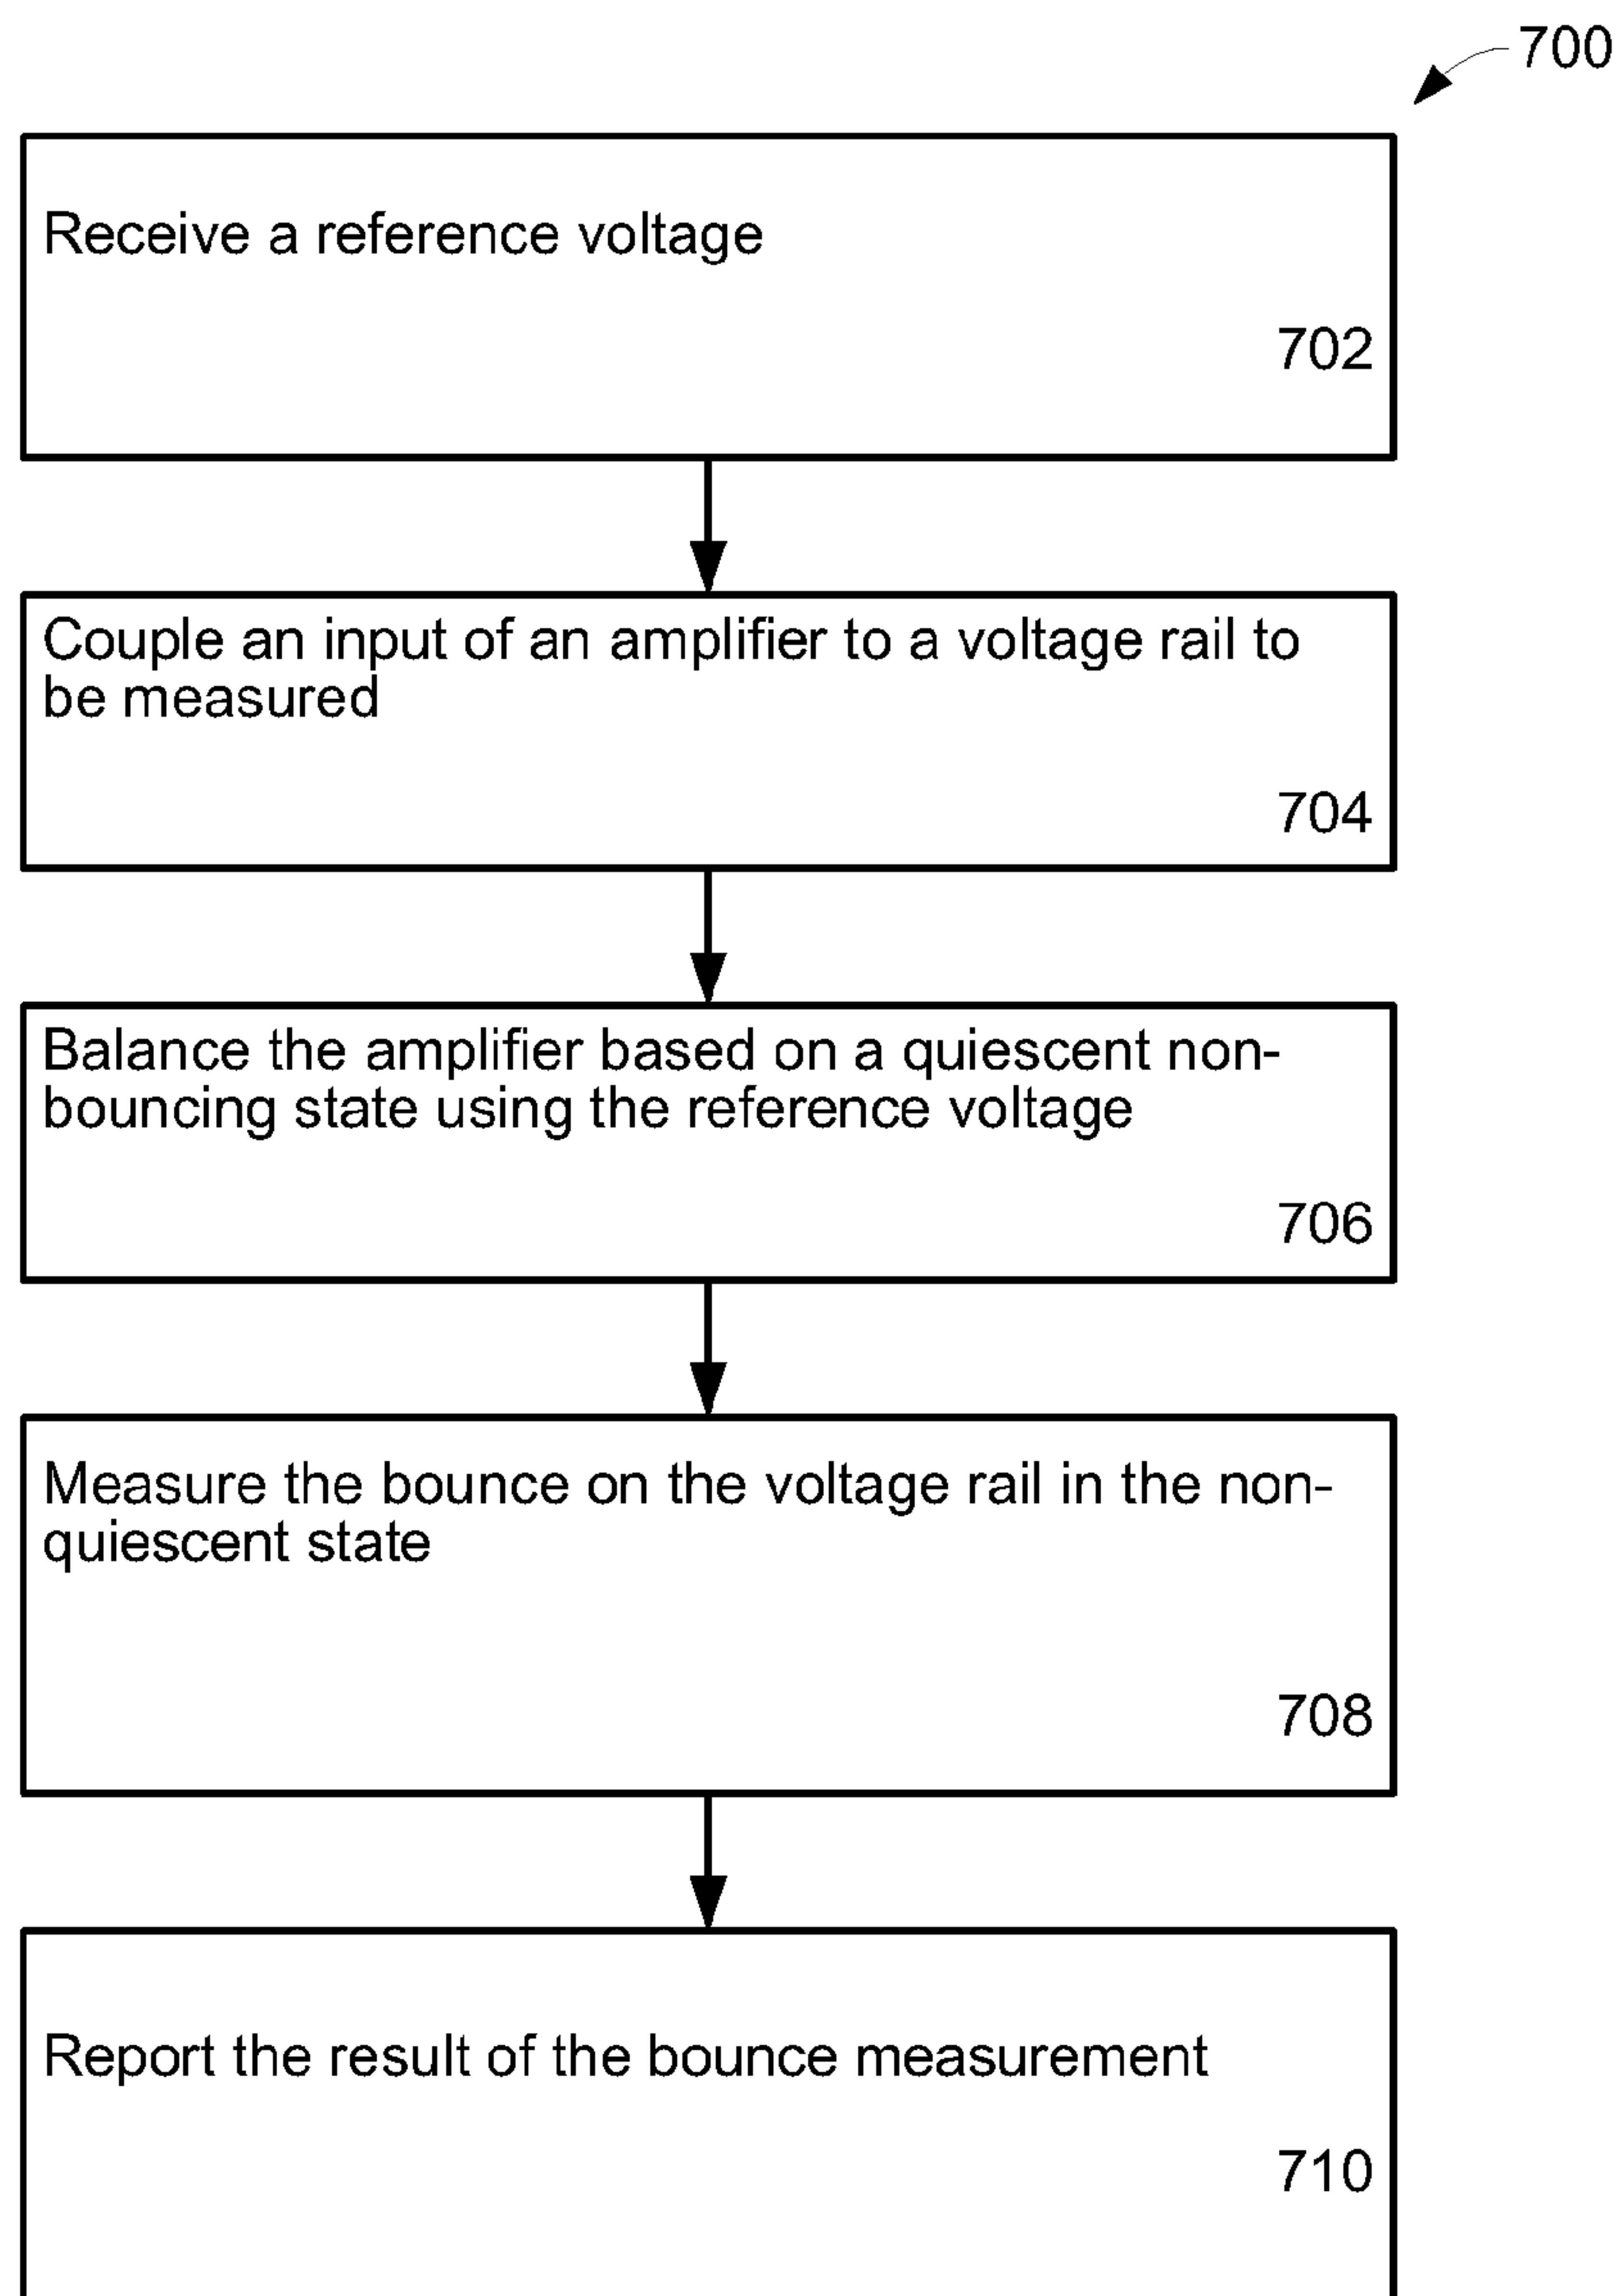 700
Receive a reference voltage
702
Couple an input of an amplifier to a voltage rail to
be measured
704
Balance the amplifier based on a quiescent non-
bouncing state using the reference voltage
706
Measure the bounce on the voltage rail in the non-
quiescent state
708
Report the result of the bounce measurement
710